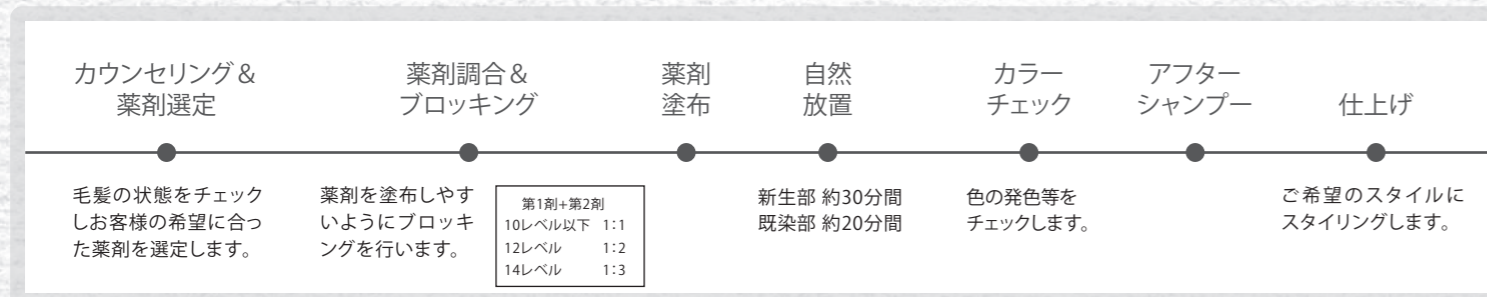 カウンセリング＆
薬剤選定
薬剤調合＆
ブロッキング
薬剤
塗布
自然
放置
カラー
チェック
アフター
シャンプー
仕上げ
毛髪の状態をチェック
しお客様の希望に合っ
た薬剤を選定します。
薬剤を塗布しやす
いようにブロッキ
ングを行います。
第1剤+第2剤
10レベル以下 1:1
12レベル 1:2
14レベル 1:3
新生部 約30分間
既染部 約20分間
色の発色等を
チェックします。
ご希望のスタイルに
スタイリングします。